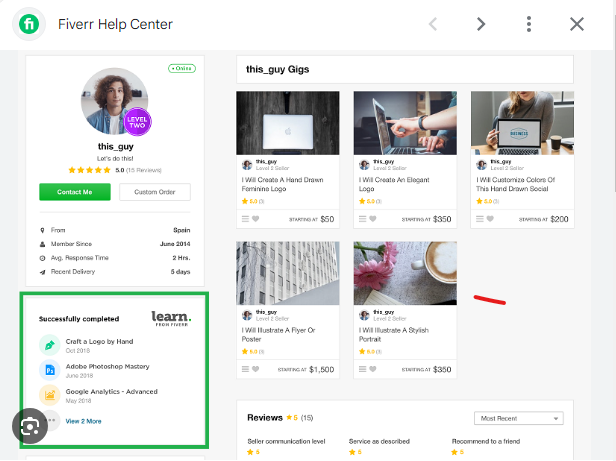 fi
Fiverr Help Center
Online
LEVEL
TWO
this_guy
Let's do this!
5.0 (15 Reviews)
Contact Me
Custom Order
From Spain
Member Since June 2014
Avg. Response Time 2 Hrs.
Recent Delivery 5 days
Successfully completed
learn.
FROM FIVERR
Craft a Logo by Hand
Oct 2018
Adobe Photoshop Mastery
June 2018
Google Analytics - Advanced
May 2018
View 2 More
this_guy Gigs
this_guy
Level 2 Seller
I Will Create A Hand Drawn
Feminine Logo
5.0 (3)
STARTING AT $50
this_guy
Level 2 Seller
I Will Create An Elegant
Logo
5.0 (3)
STARTING AT $350
BUSINESS
this_guy
Level 2 Seller
I Will Customize Colors Of
This Hand Drawn Social
5.0 (3)
STARTING AT $200
this_guy
Level 2 Seller
I Will Illustrate A Flyer Or
Poster
5.0 (3)
STARTING AT $1,500
this_guy
Level 2 Seller
I Will Illustrate A Stylish
Portrait
5.0 (3)
STARTING AT $350
Reviews 5 (15)
Most Recent
Seller communication level
5
Service as described
5
Recommend to a friend
5